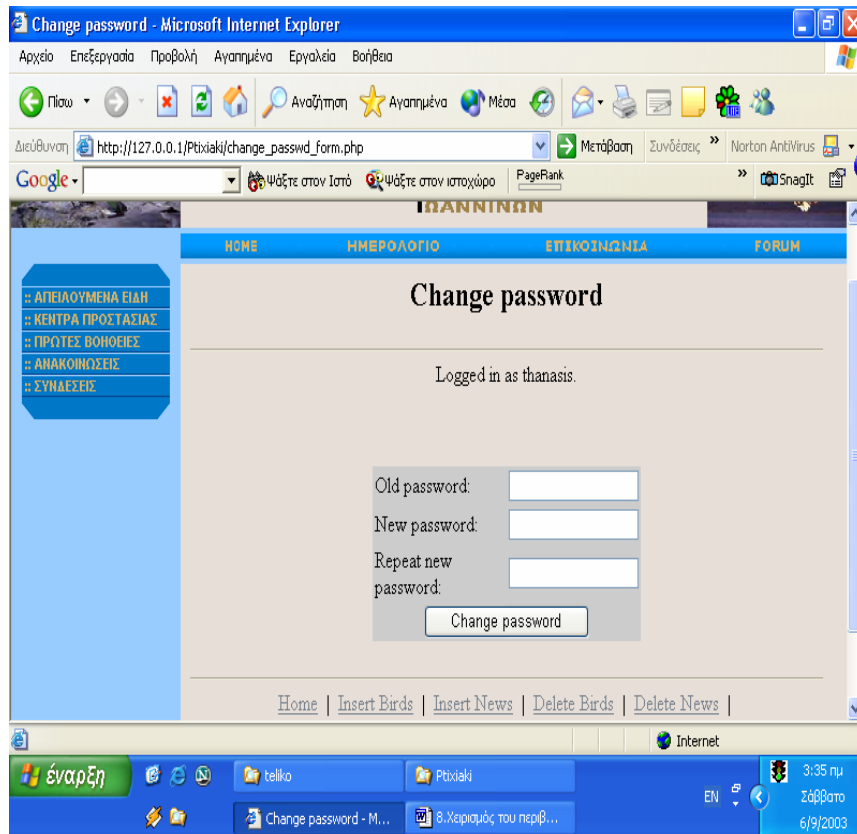 Change password - Microsoft Internet Explorer
Αρχείο Επεξεργασία Προβολή Αγαπημένα Εργαλεία Βοήθεια
Πίσω Αναζήτηση Αγαπημένα Μέσα
Διεύθυνση http://127.0.0.1/Ptixiaki/change_passwd_form.php Μετάβαση Συνδέσεις » Norton AntiVirus
Google Ψάξτε στον Ιστό Ψάξτε στον ιστοχώρο PageRank » SnagIt
ΙΩΑΝΝΙΝΩΝ
HOME ΗΜΕΡΟΛΟΓΙΟ ΕΠΙΚΟΙΝΩΝΙΑ FORUM
:: ΑΠΕΙΛΟΥΜΕΝΑ ΕΙΔΗ
:: ΚΕΝΤΡΑ ΠΡΟΣΤΑΣΙΑΣ
:: ΠΡΩΤΕΣ ΒΟΗΘΕΙΕΣ
:: ΑΝΑΚΟΙΝΩΣΕΙΣ
:: ΣΥΝΔΕΣΕΙΣ
Change password
Logged in as thanasis.
Old password:
New password:
Repeat new
password:
Change password
Home | Insert Birds | Insert News | Delete Birds | Delete News |
Internet
έναρξη teliko Ptixiaki 3:35 πμ
EN Σάββατο
Change password - M... 8.Χειρισμός του περιβ... 6/9/2003